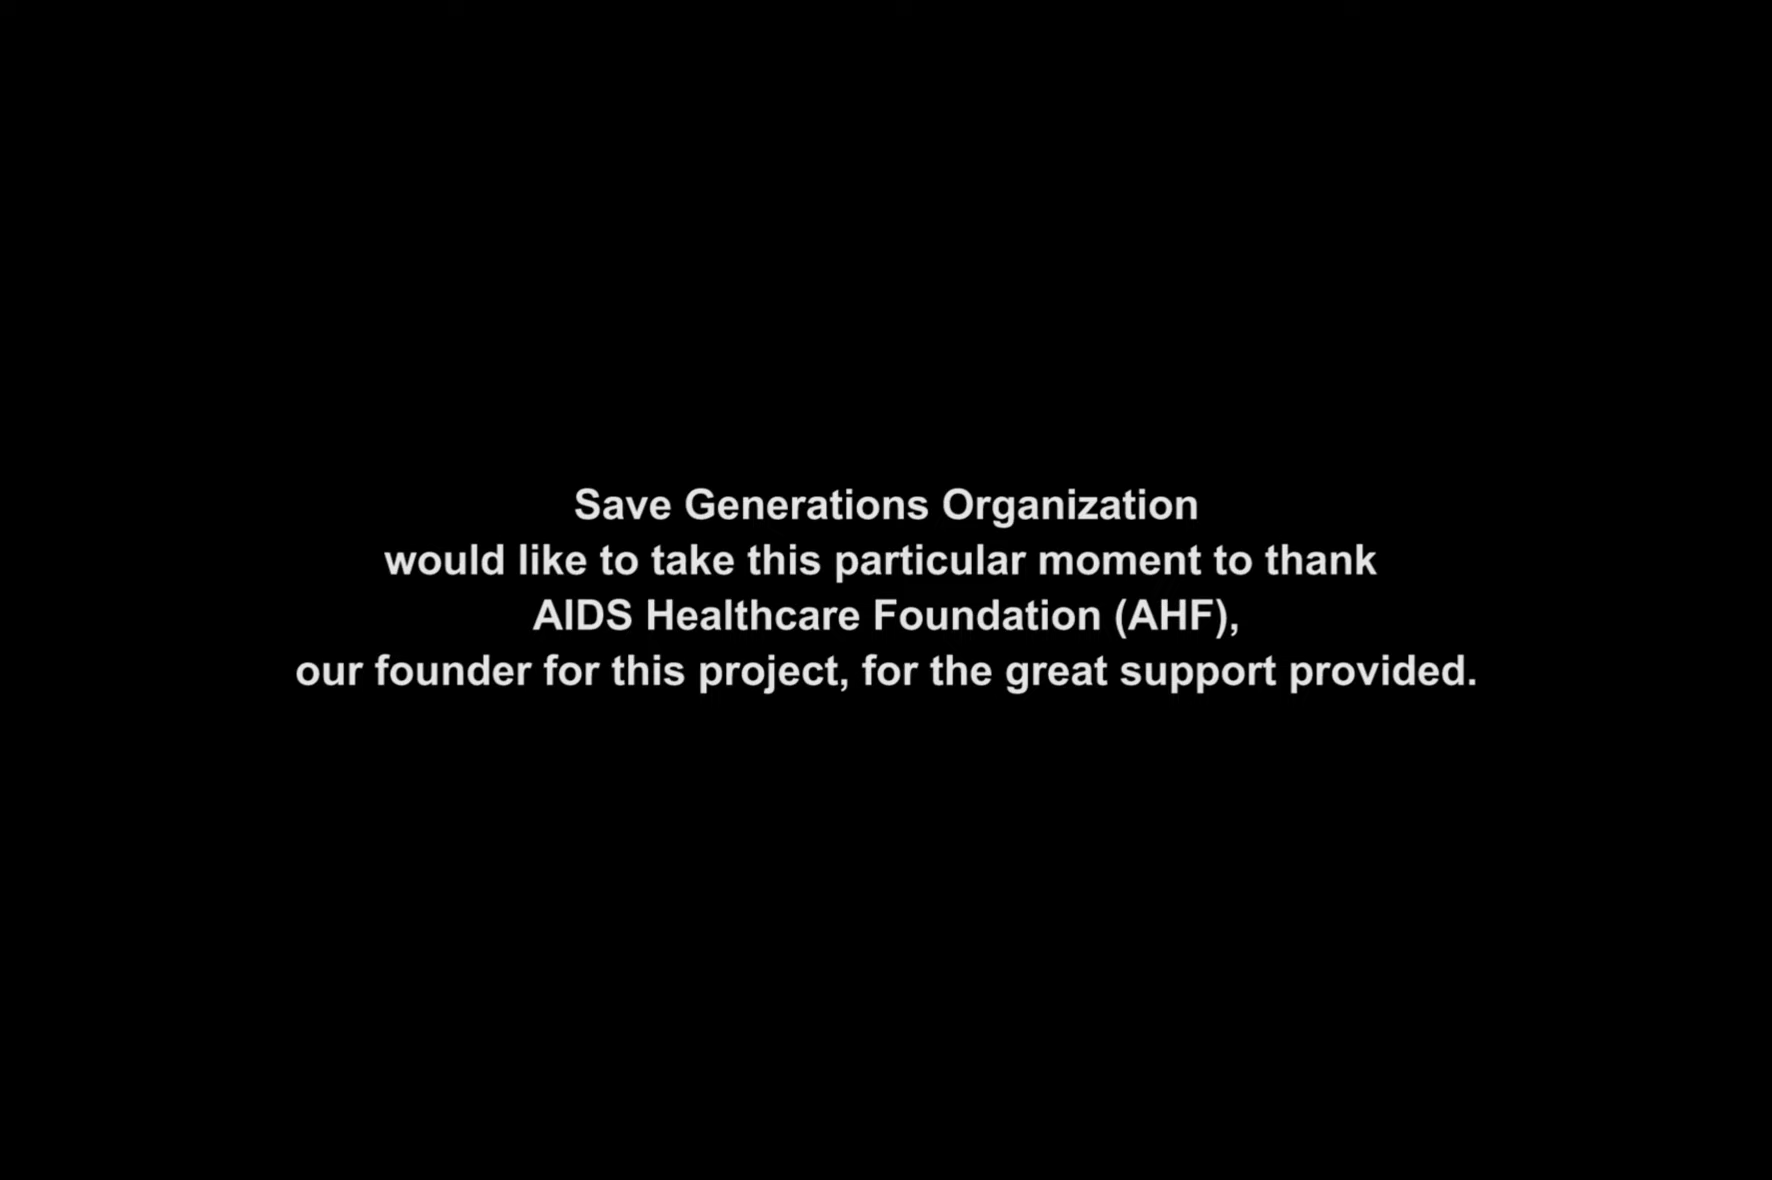 Save Generations Organization
would like to take this particular moment to thank
AIDS Healthcare Foundation (AHF),
our founder for this project, for the great support provided.